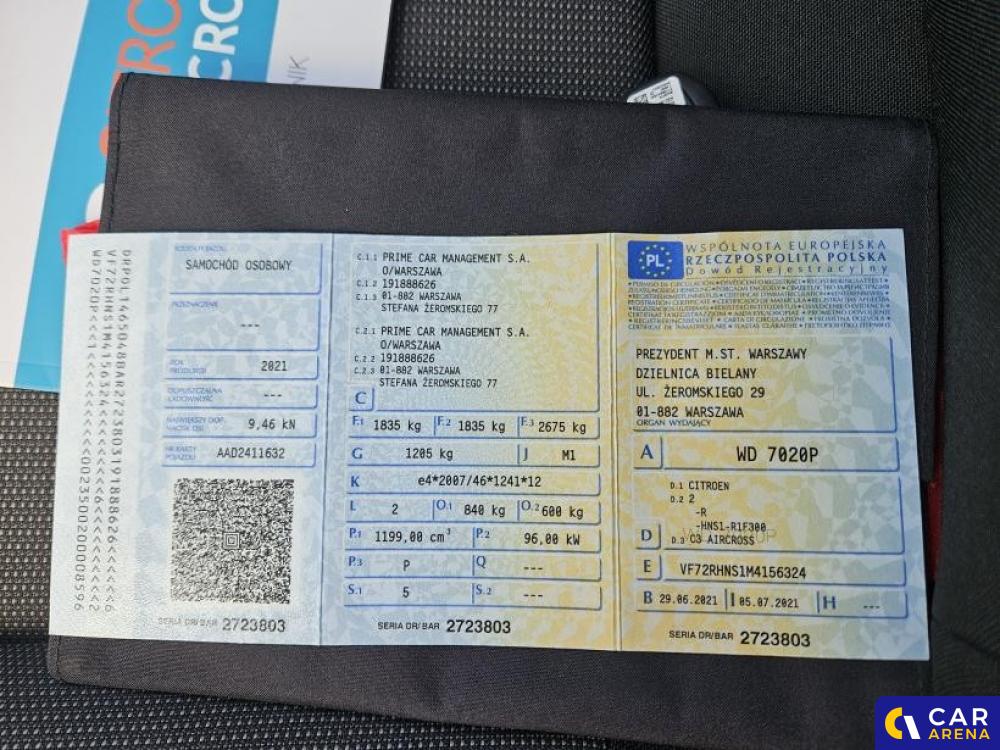 CRO
NIK
SAMOCHÓD OSOBOWY
PRZEZNACZENIE
---
ROK PRODUKCJI
2021
DOPUSZCZALNA ŁADOWNOŚĆ
---
NAJWIĘKSZY DOP. NACISK OSI
9,46 kN
NR KARTY POJAZDU
AAD2411632
SERIA DR/BAR 2723803
C.1.1 PRIME CAR MANAGEMENT S.A.
O/WARSZAWA
C.1.2 191888626
C.1.3 01-882 WARSZAWA
STEFANA ŻEROMSKIEGO 77
C.2.1 PRIME CAR MANAGEMENT S.A.
O/WARSZAWA
C.2.2 191888626
C.2.3 01-882 WARSZAWA
STEFANA ŻEROMSKIEGO 77
C
F.1 1835 kg F.2 1835 kg F.3 2675 kg
G 1205 kg J M1
K e4*2007/46*1241*12
L 2 O.1 840 kg O.2 600 kg
P.1 1199,00 cm³ P.2 96,00 kW
P.3 P Q ---
S.1 5 S.2 ---
SERIA DR/BAR 2723803
PL
WSPÓLNOTA EUROPEJSKA
RZECZPOSPOLITA POLSKA
Dowód Rejestracyjny
PREZYDENT M.ST. WARSZAWY
DZIELNICA BIELANY
UL. ŻEROMSKIEGO 29
01-882 WARSZAWA
ORGAN WYDAJĄCY
A WD 7020P
D.1 CITROEN
D.2 2
-R
-HNS1-R1F300
D D.3 C3 AIRCROSS
E VF72RHNS1M4156324
B 29.06.2021 I 05.07.2021 H ---
SERIA DR/BAR 2723803
CAR
ARENA